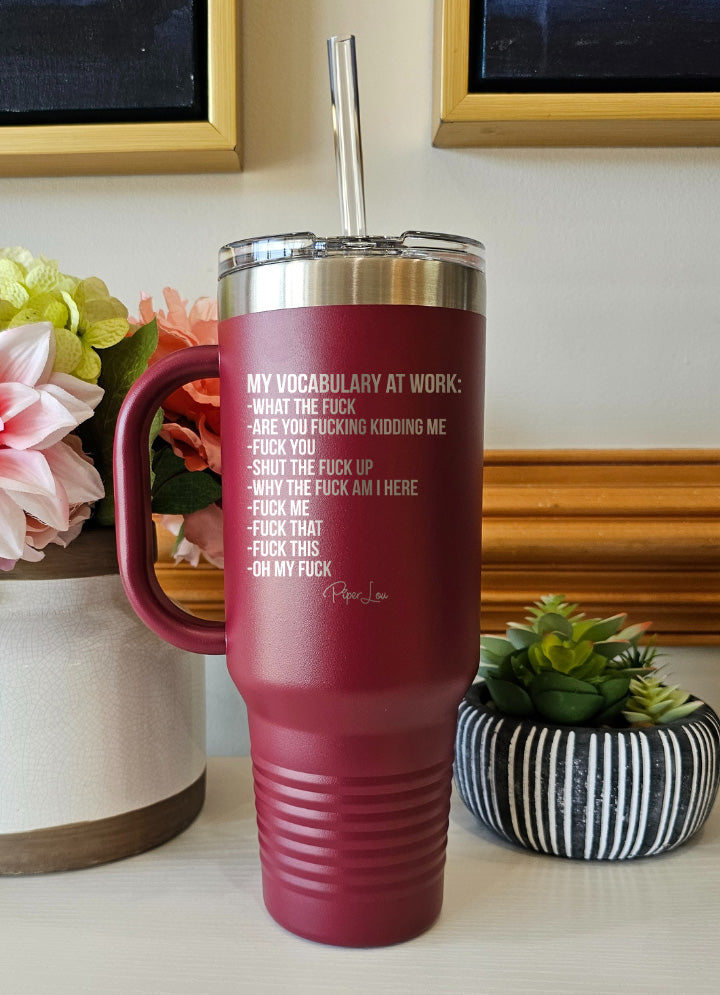 MY VOCABULARY AT WORK:
-WHAT THE FUCK
-ARE YOU FUCKING KIDDING ME
-FUCK YOU
-SHUT THE FUCK UP
-WHY THE FUCK AM I HERE
-FUCK ME
-FUCK THAT
-FUCK THIS
-OH MY FUCK
Piper Lou